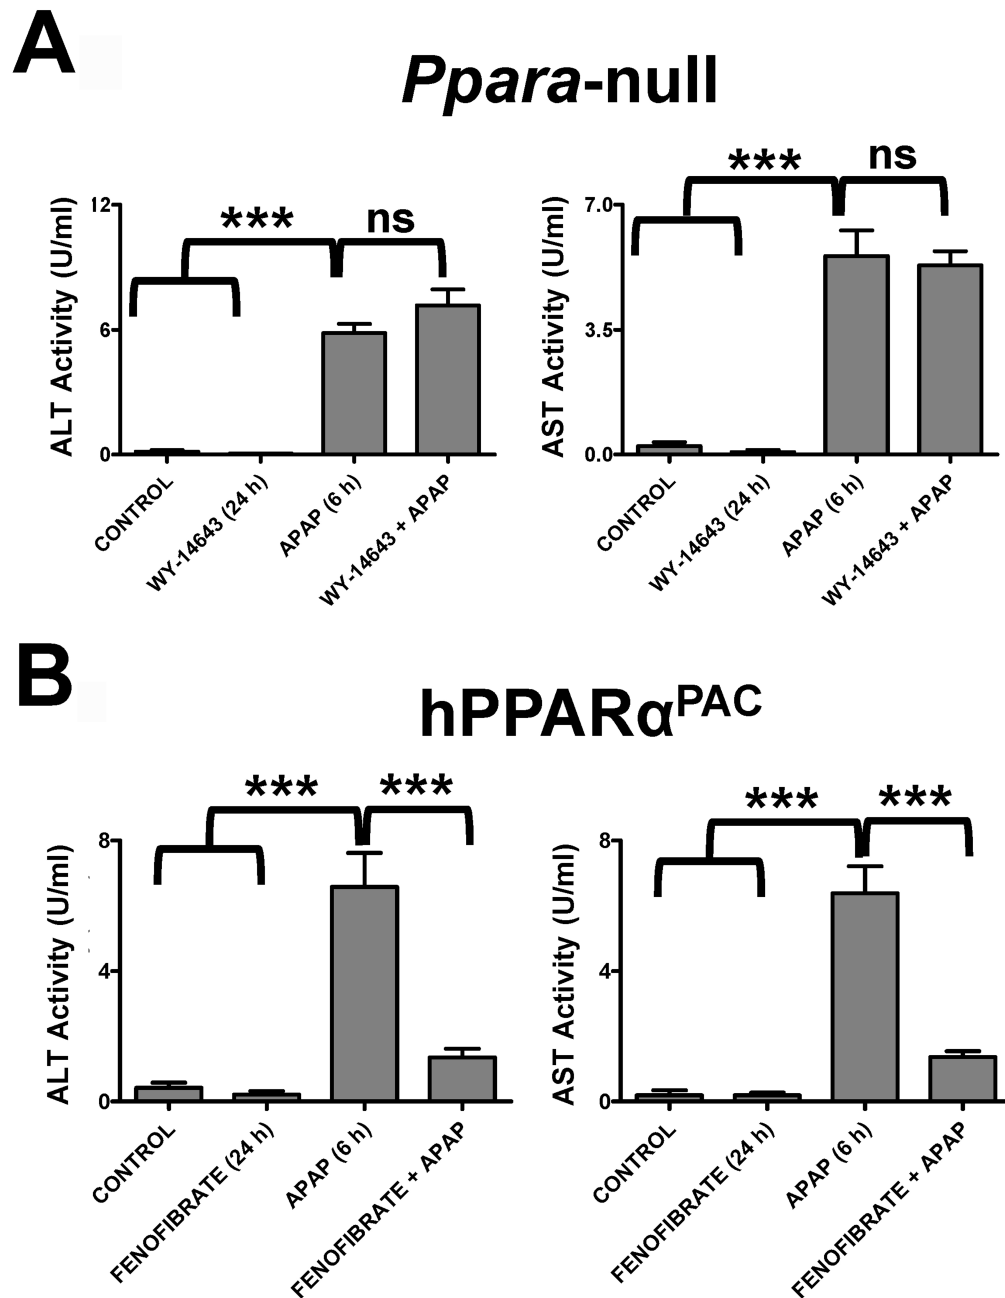 A
Ppara-null
ALT Activity (U/ml)
12
6
0
***
ns
CONTROL
WY-14643 (24 h)
APAP (6 h)
WY-14643 + APAP
AST Activity (U/ml)
7.0
3.5
0.0
***
ns
CONTROL
WY-14643 (24 h)
APAP (6 h)
WY-14643 + APAP
B
hPPARα^PAC
ALT Activity (U/ml)
8
4
0
***
***
CONTROL
FENOFIBRATE (24 h)
APAP (6 h)
FENOFIBRATE + APAP
AST Activity (U/ml)
8
4
0
***
***
CONTROL
FENOFIBRATE (24 h)
APAP (6 h)
FENOFIBRATE + APAP